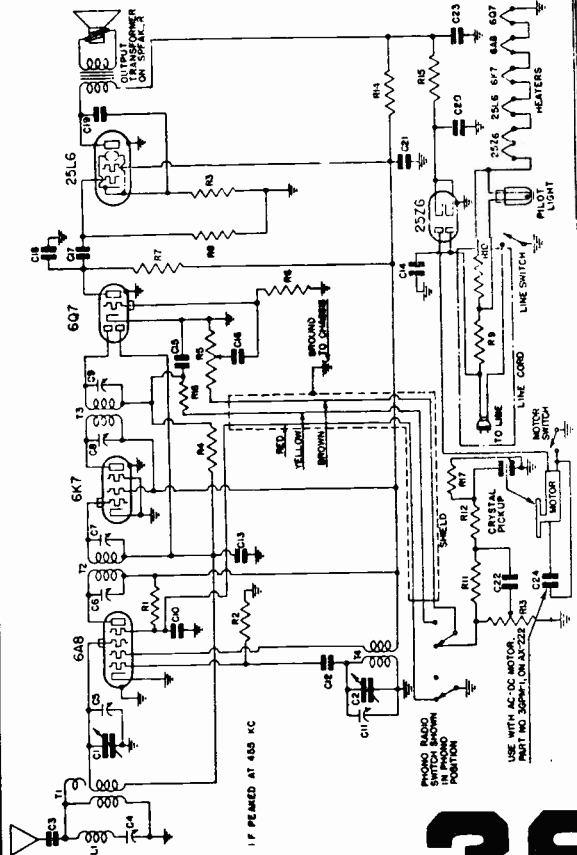 OUTPUT
TRANSFORMER
ON SPEAKER
C19
25L6
C18
C17
R3
R8
R7
6Q7
C9
T3
C8
6K7
C7
T2
C6
6A8
C5
C1
T1
C3
L1
C4
R14
R15
C23
C20
C21
25Z6
C14
25Z6
25L6
6K7
6A8
6Q7
HEATERS
PILOT
LIGHT
R10
R9
LINE SWITCH
LINE CORD
TO LINE
MOTOR
SWITCH
R6
C15
R5
C16
R16
R4
GROUND
TO CHASSIS
RED
YELLOW
BROWN
SHIELD
R1
C10
C13
R2
C12
C2
T4
C11
I F PEAKED AT 455 KC
PHONO RADIO
SWITCH SHOWN
IN PHONO
POSITION
R17
R12
R11
CRYSTAL
PICKUP
MOTOR
C22
C24
R13
USE WITH AC-DC MOTOR.
PART NO 3GPM-1, ON AX-222